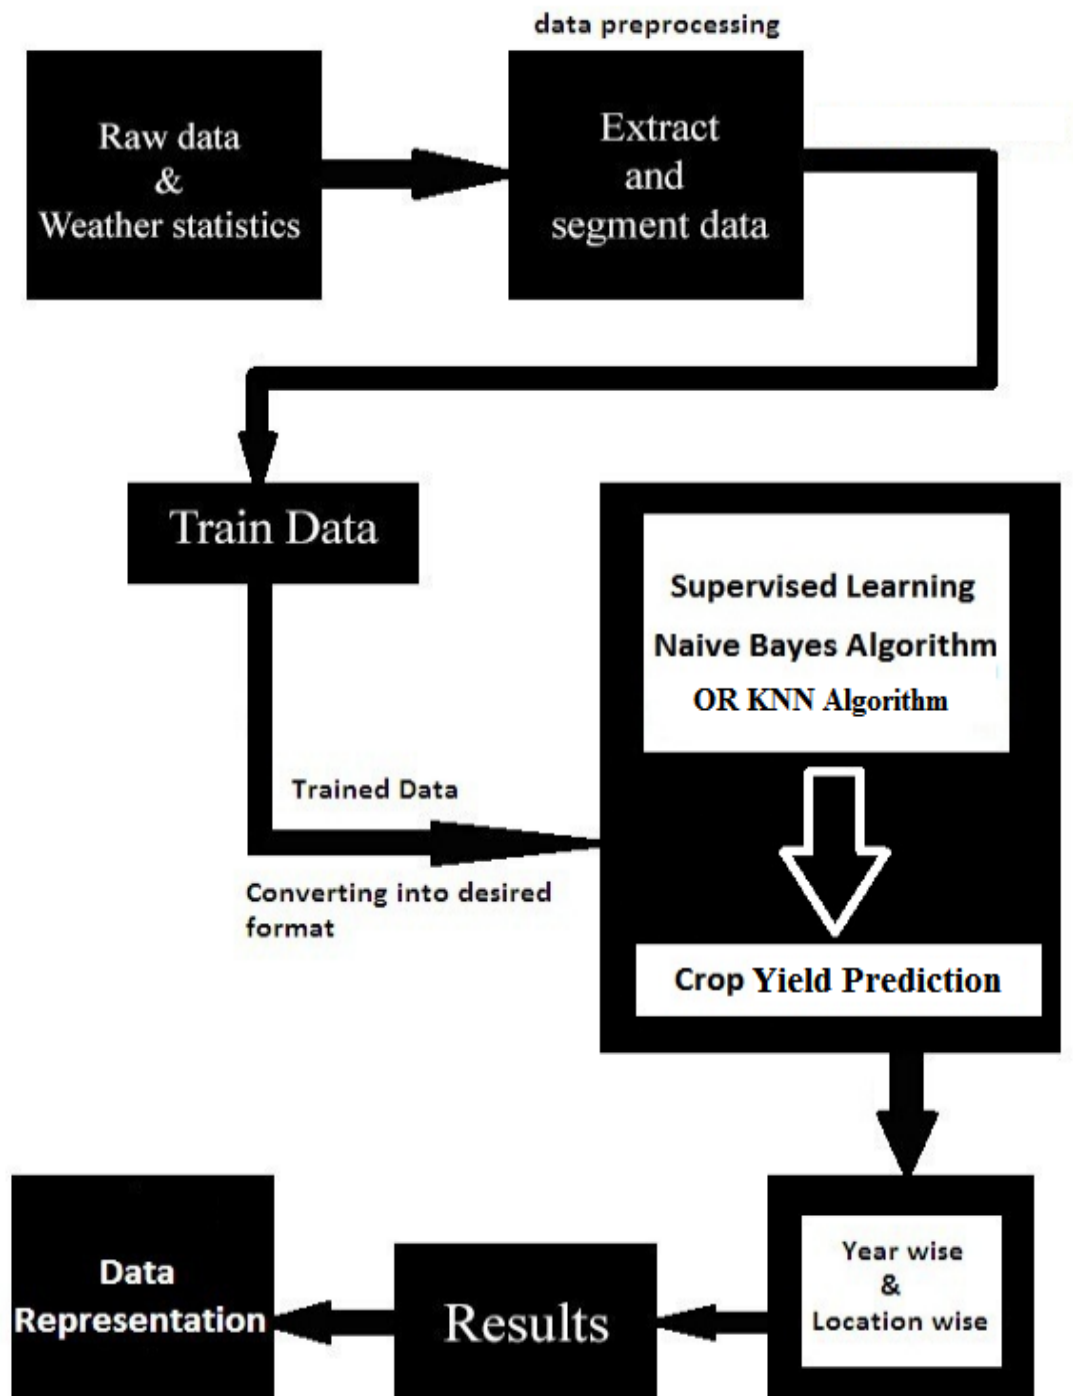 data preprocessing
Raw data
&
Weather statistics
Extract
and
segment data
Train Data
Supervised Learning
Naive Bayes Algorithm
OR KNN Algorithm
Trained Data
Converting into desired
format
Crop Yield Prediction
Year wise
&
Location wise
Results
Data
Representation